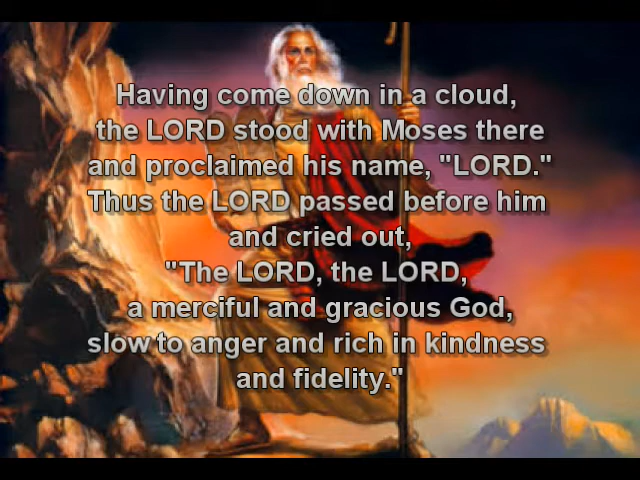 Having come down in a cloud,
the LORD stood with Moses there
and proclaimed his name, "LORD."
Thus the LORD passed before him
and cried out,
"The LORD, the LORD,
a merciful and gracious God,
slow to anger and rich in kindness
and fidelity."